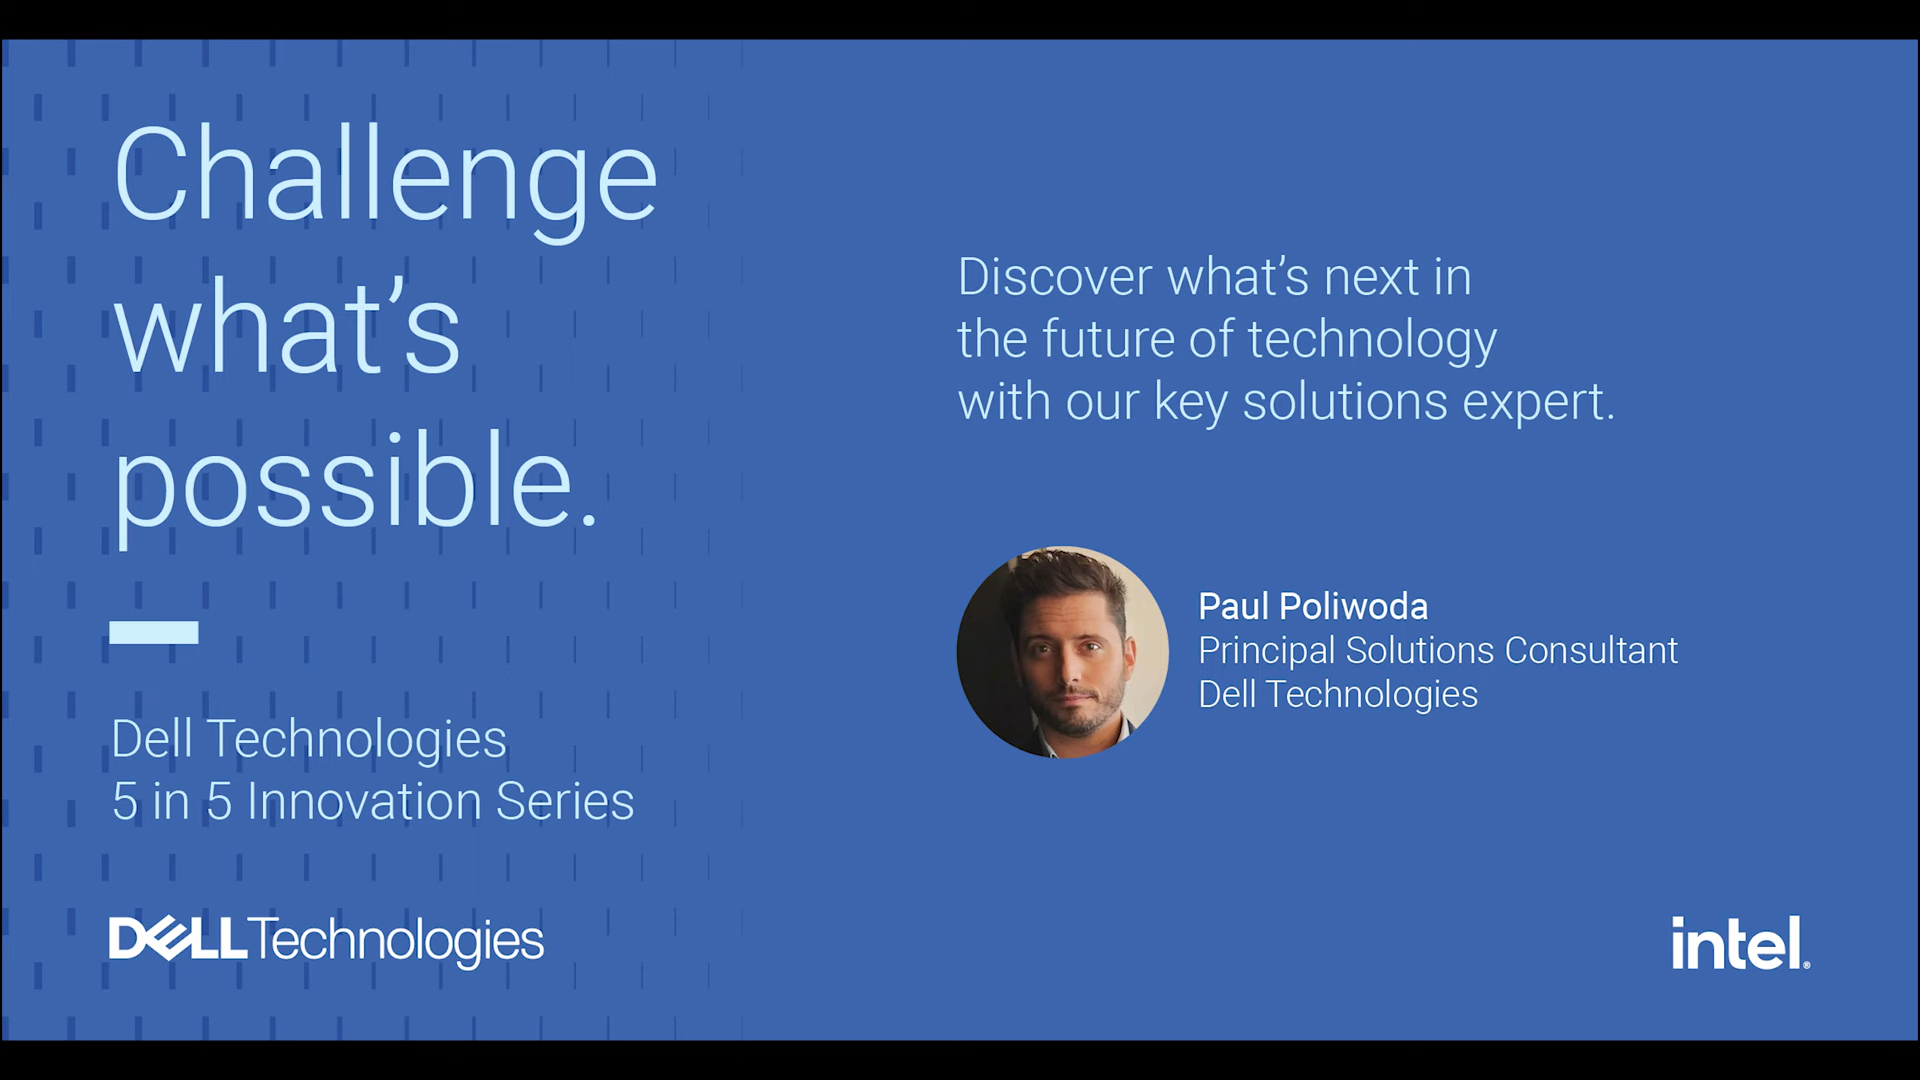 Challenge
what’s
possible.
Dell Technologies
5 in 5 Innovation Series
DELL Technologies
Discover what’s next in
the future of technology
with our key solutions expert.
Paul Poliwoda
Principal Solutions Consultant
Dell Technologies
intel®